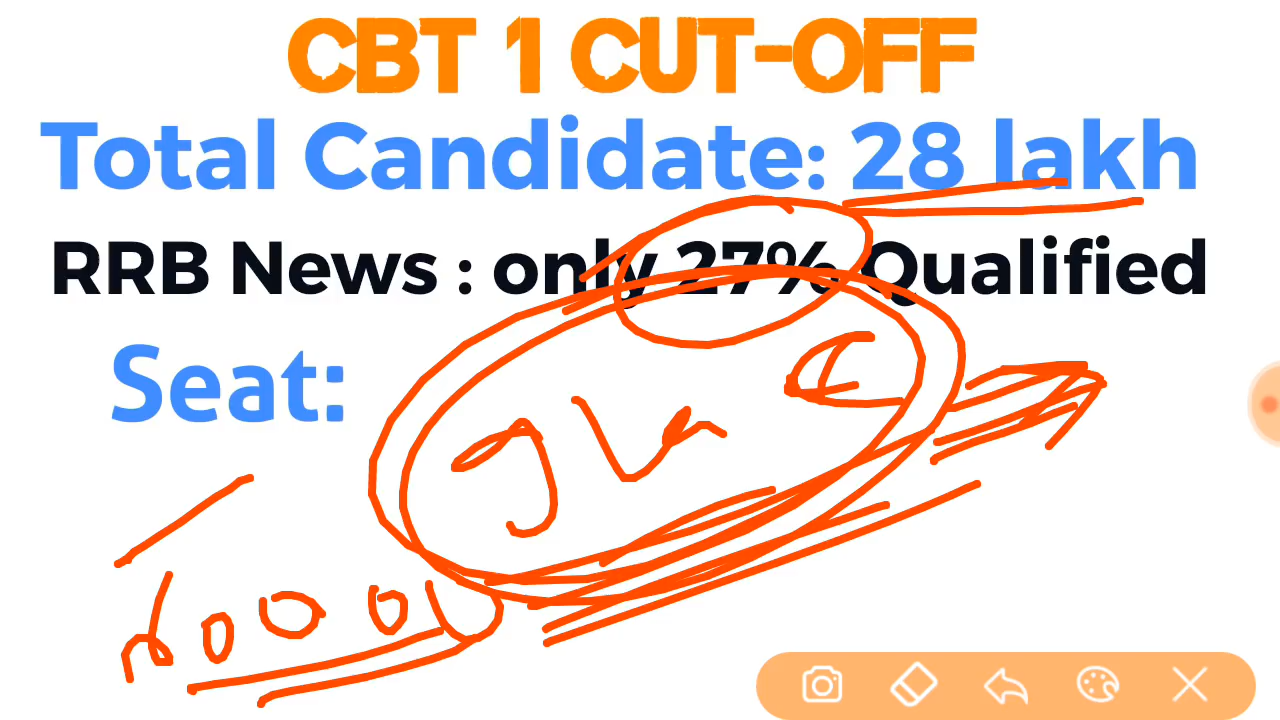 CBT 1 CUT-OFF
Total Candidate: 28 lakh
RRB News : only 27% Qualified
Seat: